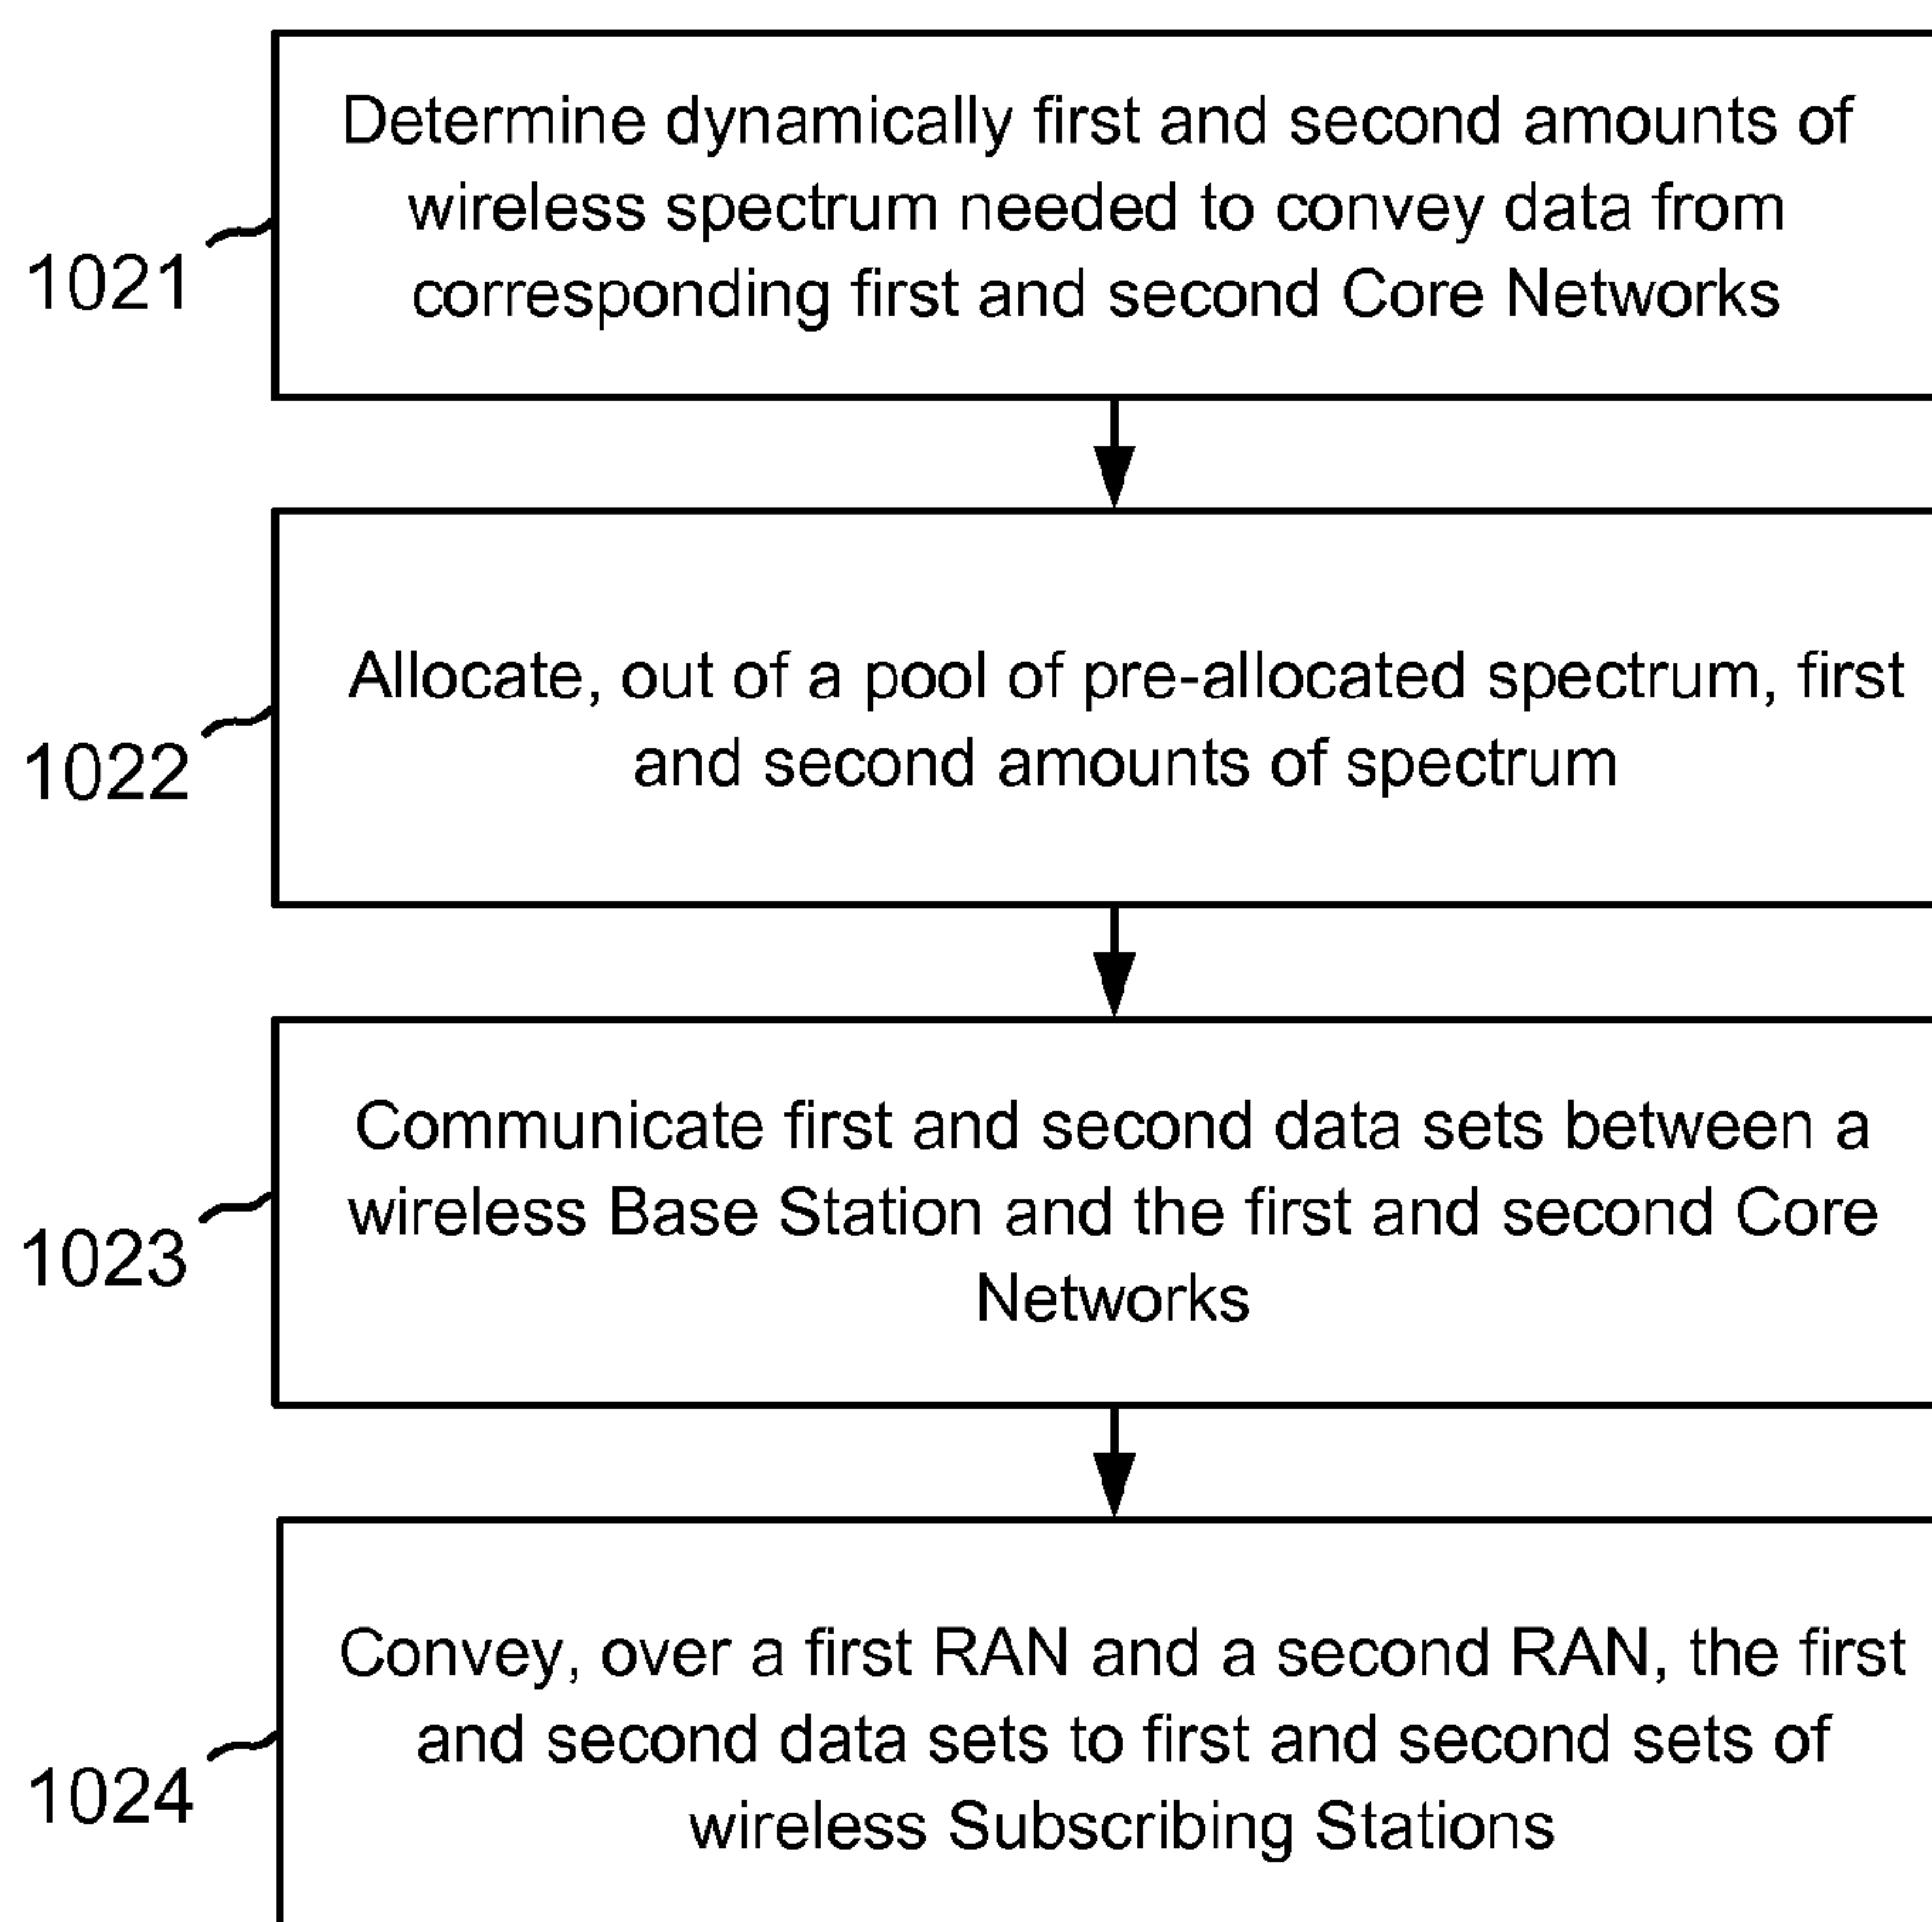 Determine dynamically first and second amounts of
wireless spectrum needed to convey data from
corresponding first and second Core Networks
1021
Allocate, out of a pool of pre-allocated spectrum, first
and second amounts of spectrum
1022
Communicate first and second data sets between a
wireless Base Station and the first and second Core
Networks
1023
Convey, over a first RAN and a second RAN, the first
and second data sets to first and second sets of
wireless Subscribing Stations
1024